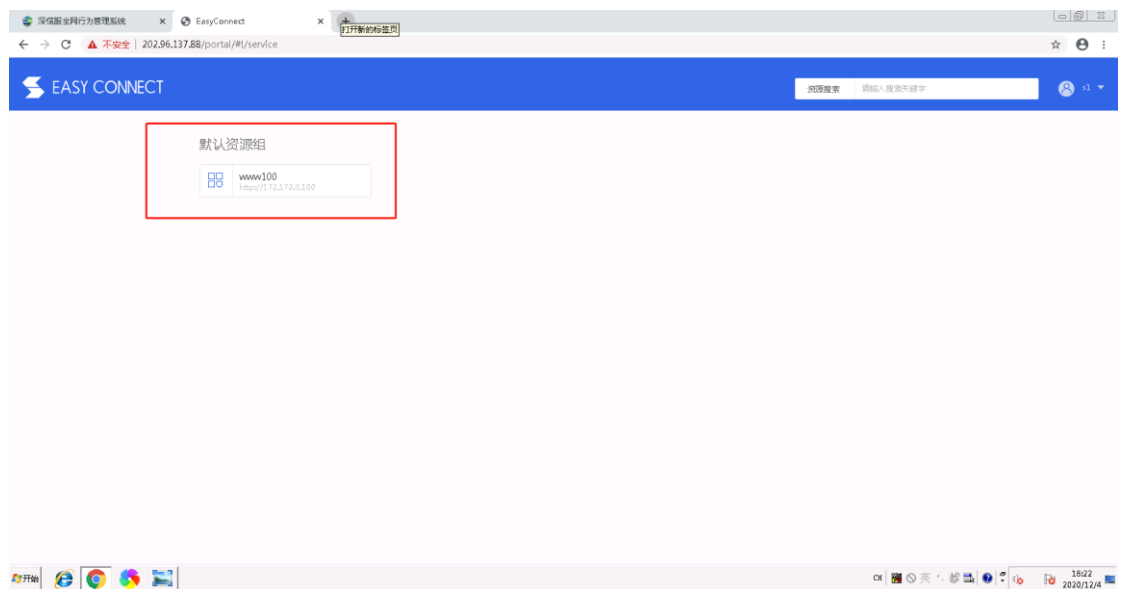 深信服全网行为管理系统
EasyConnect
打开新的标签页
不安全 202.96.137.88/portal/#!/service
EASY CONNECT
资源搜索 请输入搜索关键字
s1
默认资源组
www100
http://172.172.3.100
开始
CH
英
18:22
2020/12/4